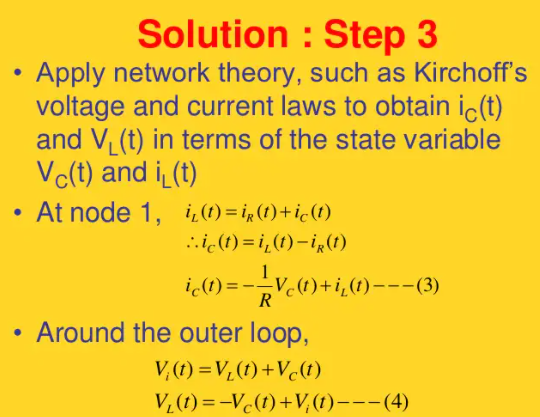 Solution : Step 3
• Apply network theory, such as Kirchoff's
voltage and current laws to obtain i_C(t)
and V_L(t) in terms of the state variable
V_C(t) and i_L(t)
• At node 1, i_L(t) = i_R(t) + i_C(t)
∴ i_C(t) = i_L(t) − i_R(t)
i_C(t) = −1/R V_C(t) + i_L(t) − − − (3)
• Around the outer loop,
V_i(t) = V_L(t) + V_C(t)
V_L(t) = −V_C(t) + V_i(t) − − − (4)